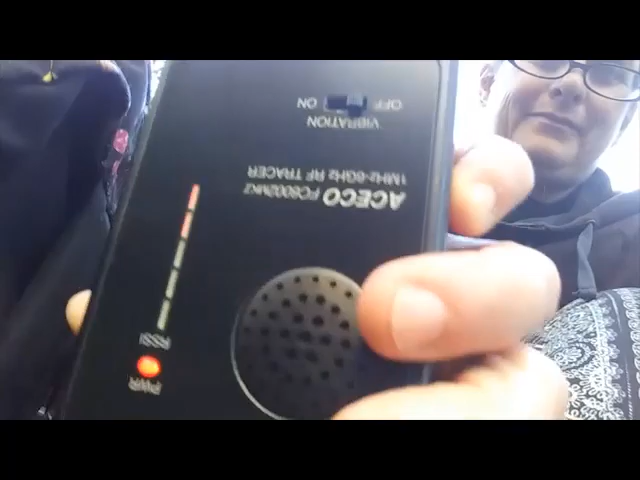 PWR
RSSI
ACECO FC6002MK2
1MHz-6GHz RF TRACER
VIBRATION
OFF ON